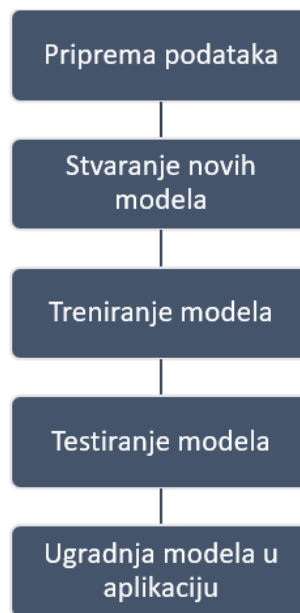 Priprema podataka
Stvaranje novih
modela
Treniranje modela
Testiranje modela
Ugradnja modela u
aplikaciju